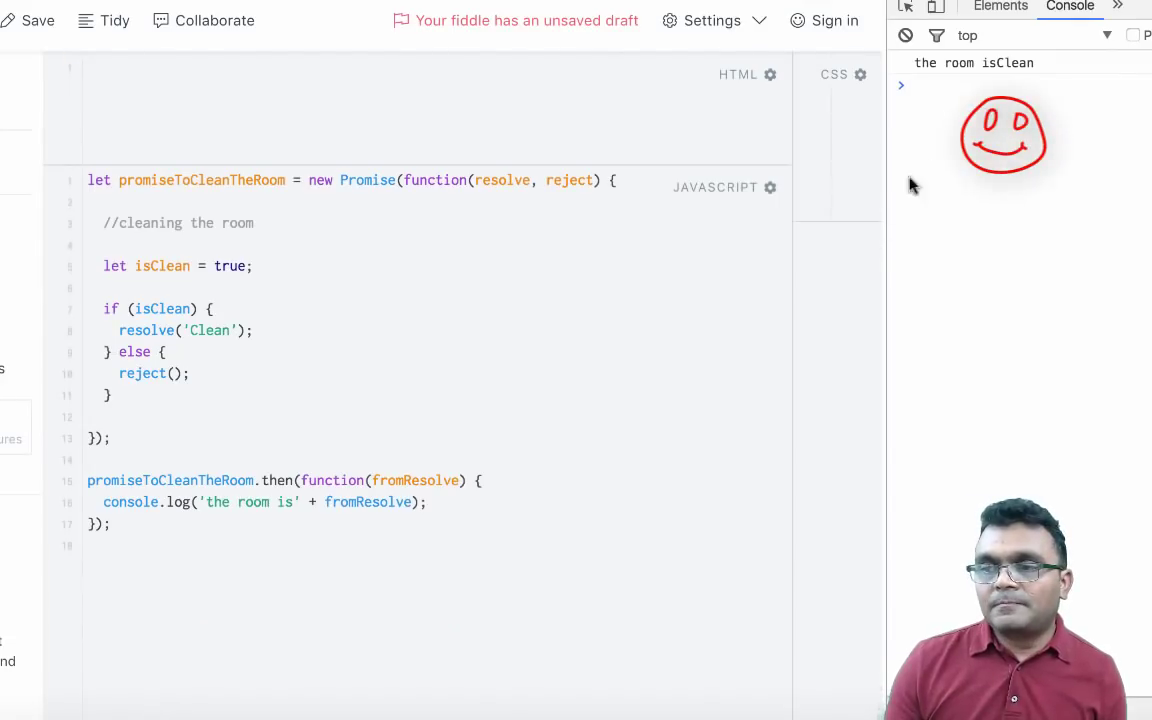 Save Tidy Collaborate Your fiddle has an unsaved draft Settings Sign in
Elements Console »
top P
the room isClean
>
HTML CSS
1
JAVASCRIPT
1 let promiseToCleanTheRoom = new Promise(function(resolve, reject) {
2
3 //cleaning the room
4
5 let isClean = true;
6
7 if (isClean) {
8 resolve('Clean');
9 } else {
10 reject();
11 }
12
13 });
14
15 promiseToCleanTheRoom.then(function(fromResolve) {
16 console.log('the room is' + fromResolve);
17 });
18
s
ures
t
nd